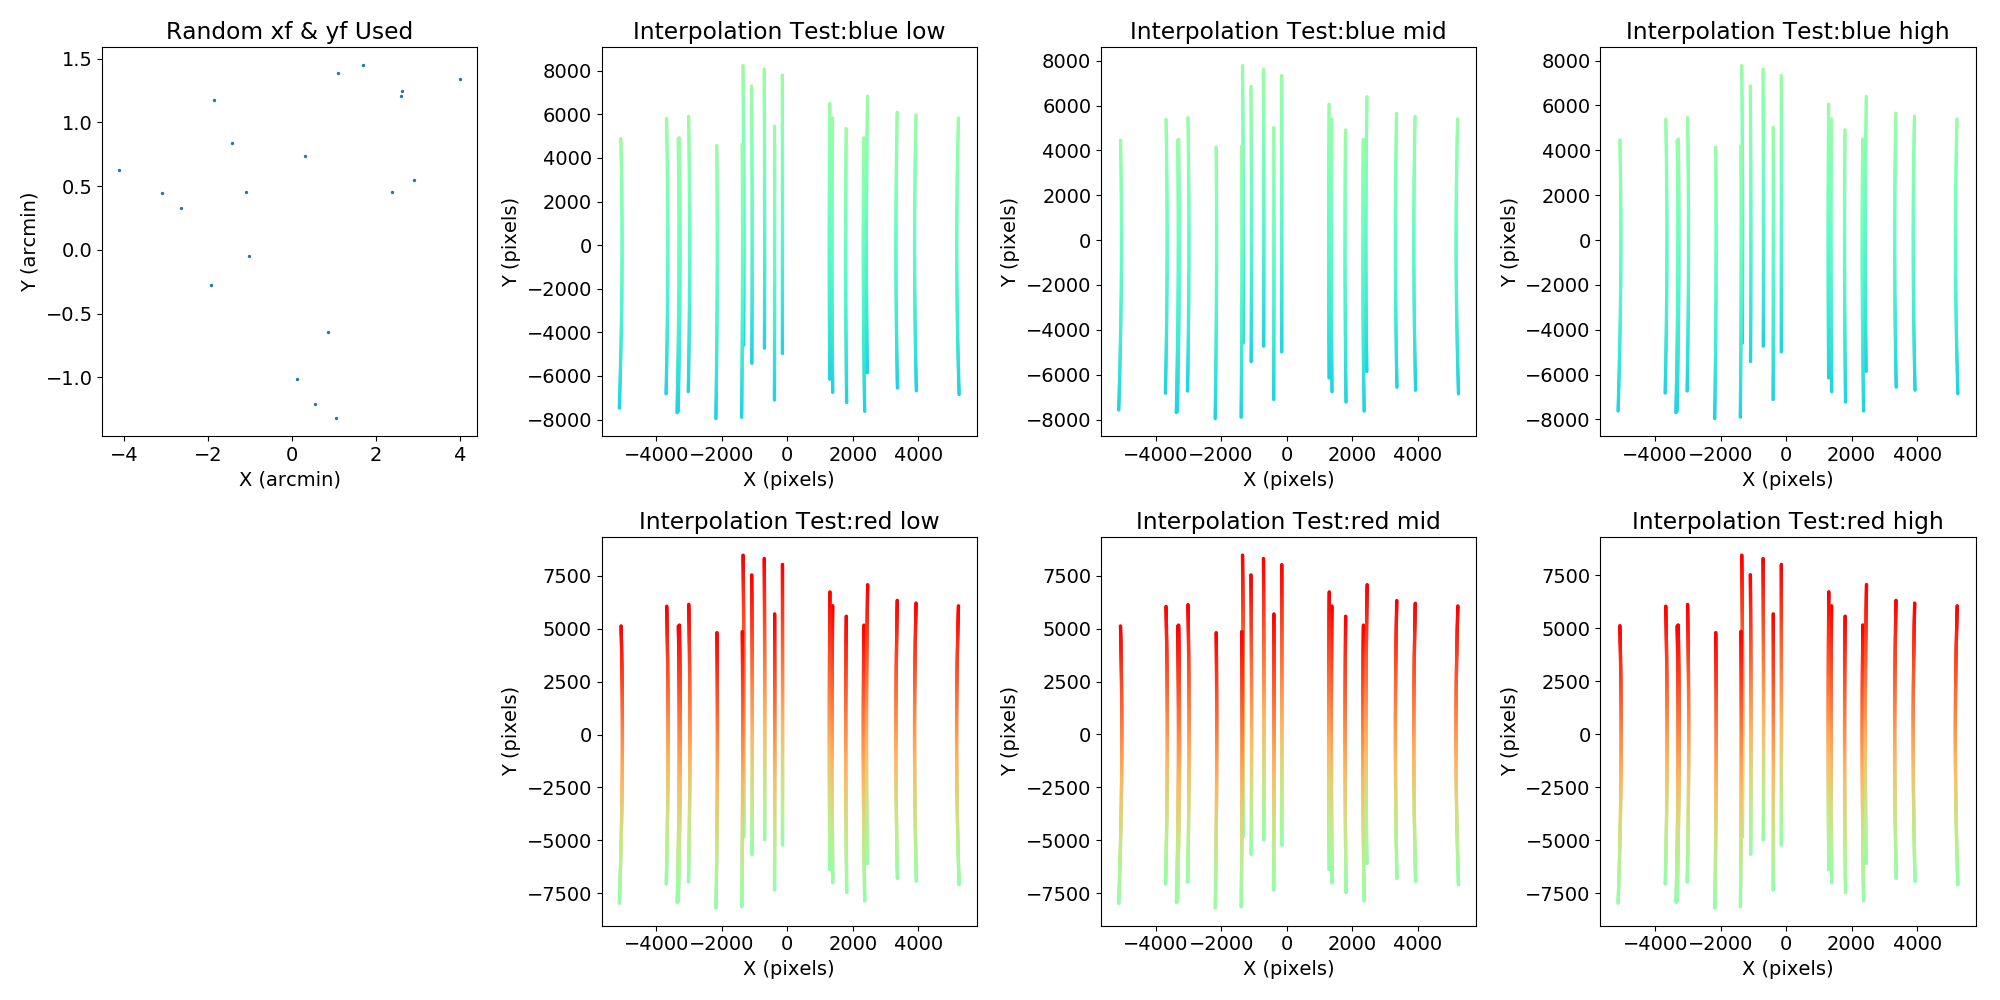 Random xf & yf Used
1.5
1.0
0.5
0.0
−0.5
−1.0
Y (arcmin)
−4 −2 0 2 4
X (arcmin)
Interpolation Test:blue low
8000
6000
4000
2000
0
−2000
−4000
−6000
−8000
Y (pixels)
−4000 −2000 0 2000 4000
X (pixels)
Interpolation Test:blue mid
8000
6000
4000
2000
0
−2000
−4000
−6000
−8000
Y (pixels)
−4000 −2000 0 2000 4000
X (pixels)
Interpolation Test:blue high
8000
6000
4000
2000
0
−2000
−4000
−6000
−8000
Y (pixels)
−4000 −2000 0 2000 4000
X (pixels)
Interpolation Test:red low
7500
5000
2500
0
−2500
−5000
−7500
Y (pixels)
−4000 −2000 0 2000 4000
X (pixels)
Interpolation Test:red mid
7500
5000
2500
0
−2500
−5000
−7500
Y (pixels)
−4000 −2000 0 2000 4000
X (pixels)
Interpolation Test:red high
7500
5000
2500
0
−2500
−5000
−7500
Y (pixels)
−4000 −2000 0 2000 4000
X (pixels)